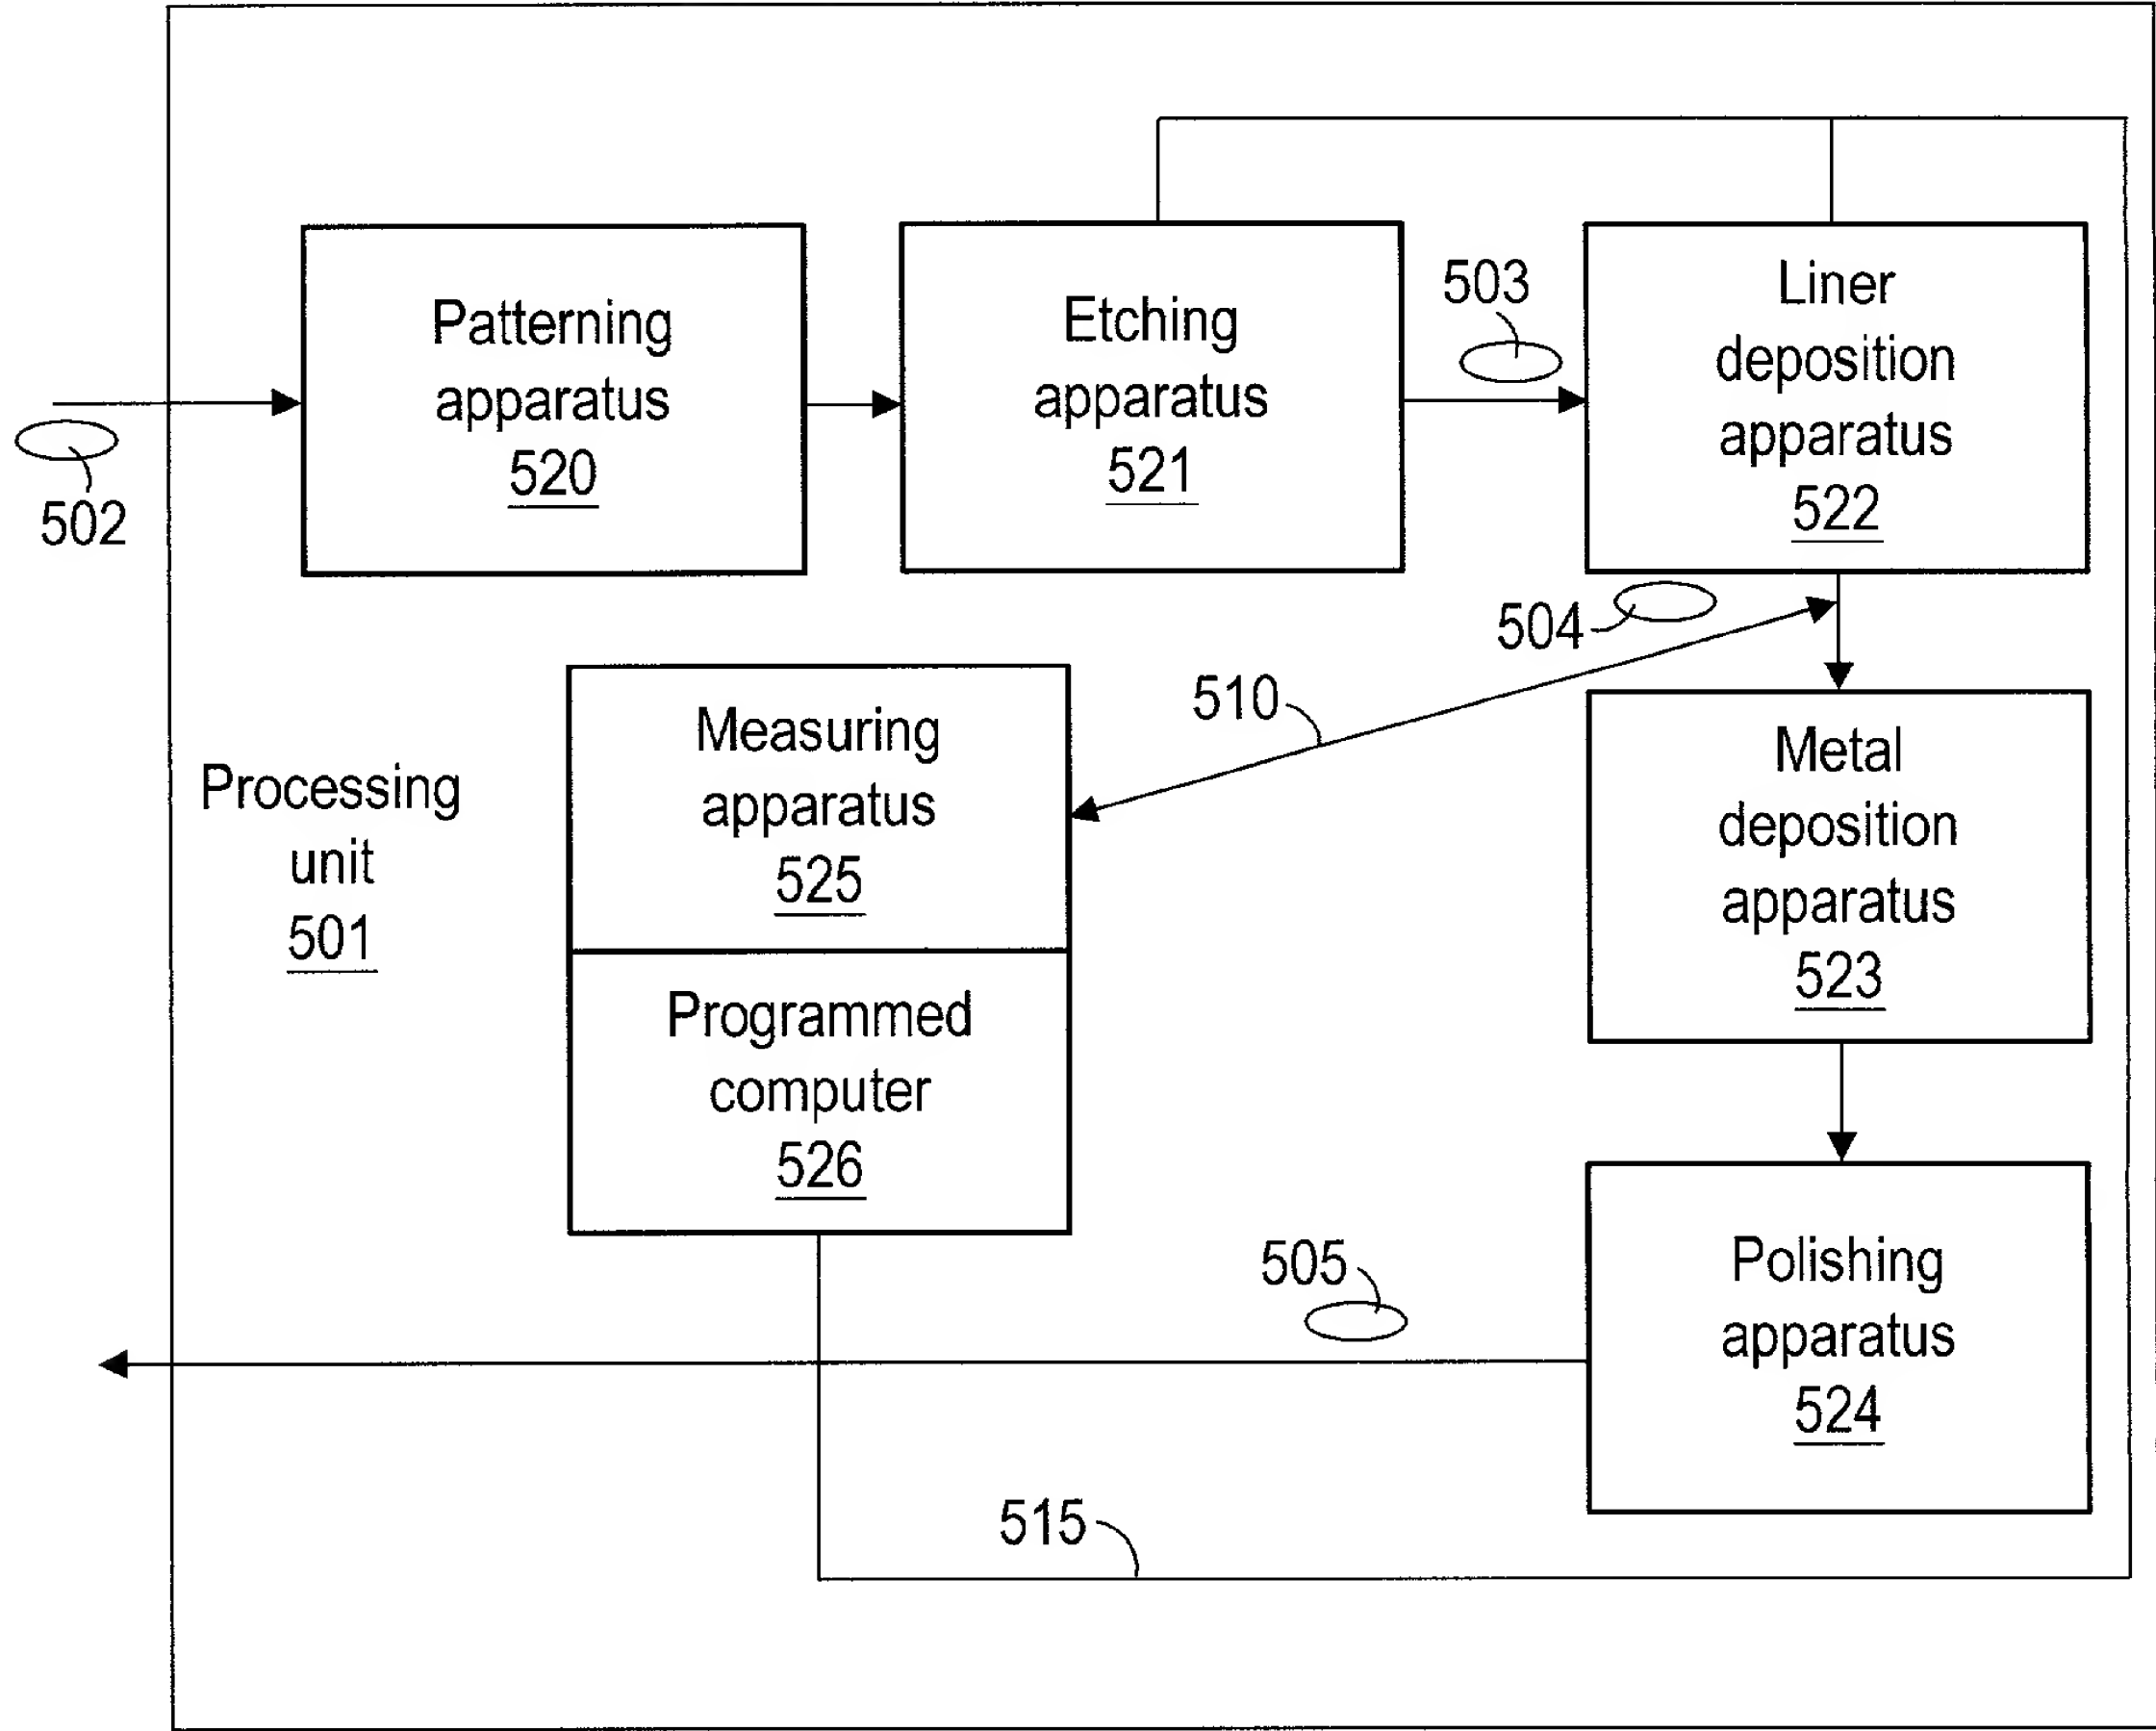 Patterning
apparatus
520
Etching
apparatus
521
503
Liner
deposition
apparatus
522
502
504
510
Processing
unit
501
Measuring
apparatus
525
Programmed
computer
526
Metal
deposition
apparatus
523
505
Polishing
apparatus
524
515